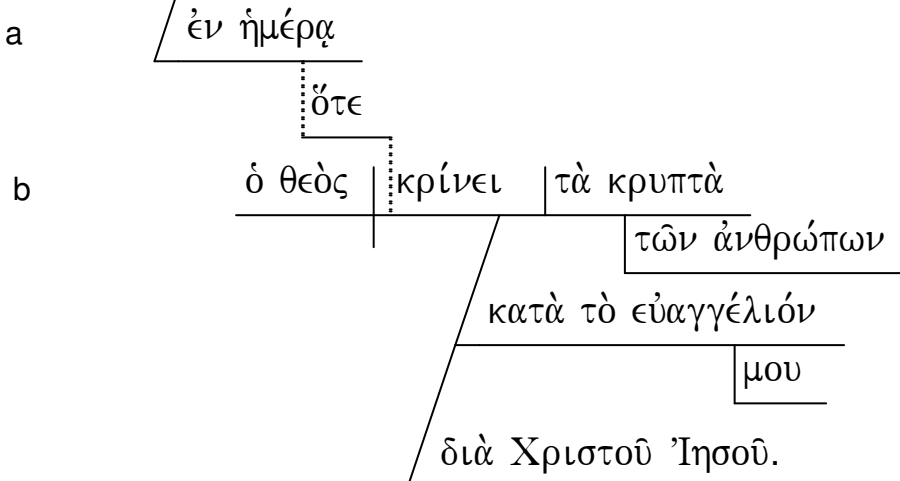 a ἐν ἡμέρᾳ
ὅτε
b ὁ θεὸς κρίνει τὰ κρυπτὰ
τῶν ἀνθρώπων
κατὰ τὸ εὐαγγέλιόν
μου
διὰ Χριστοῦ Ἰησοῦ.